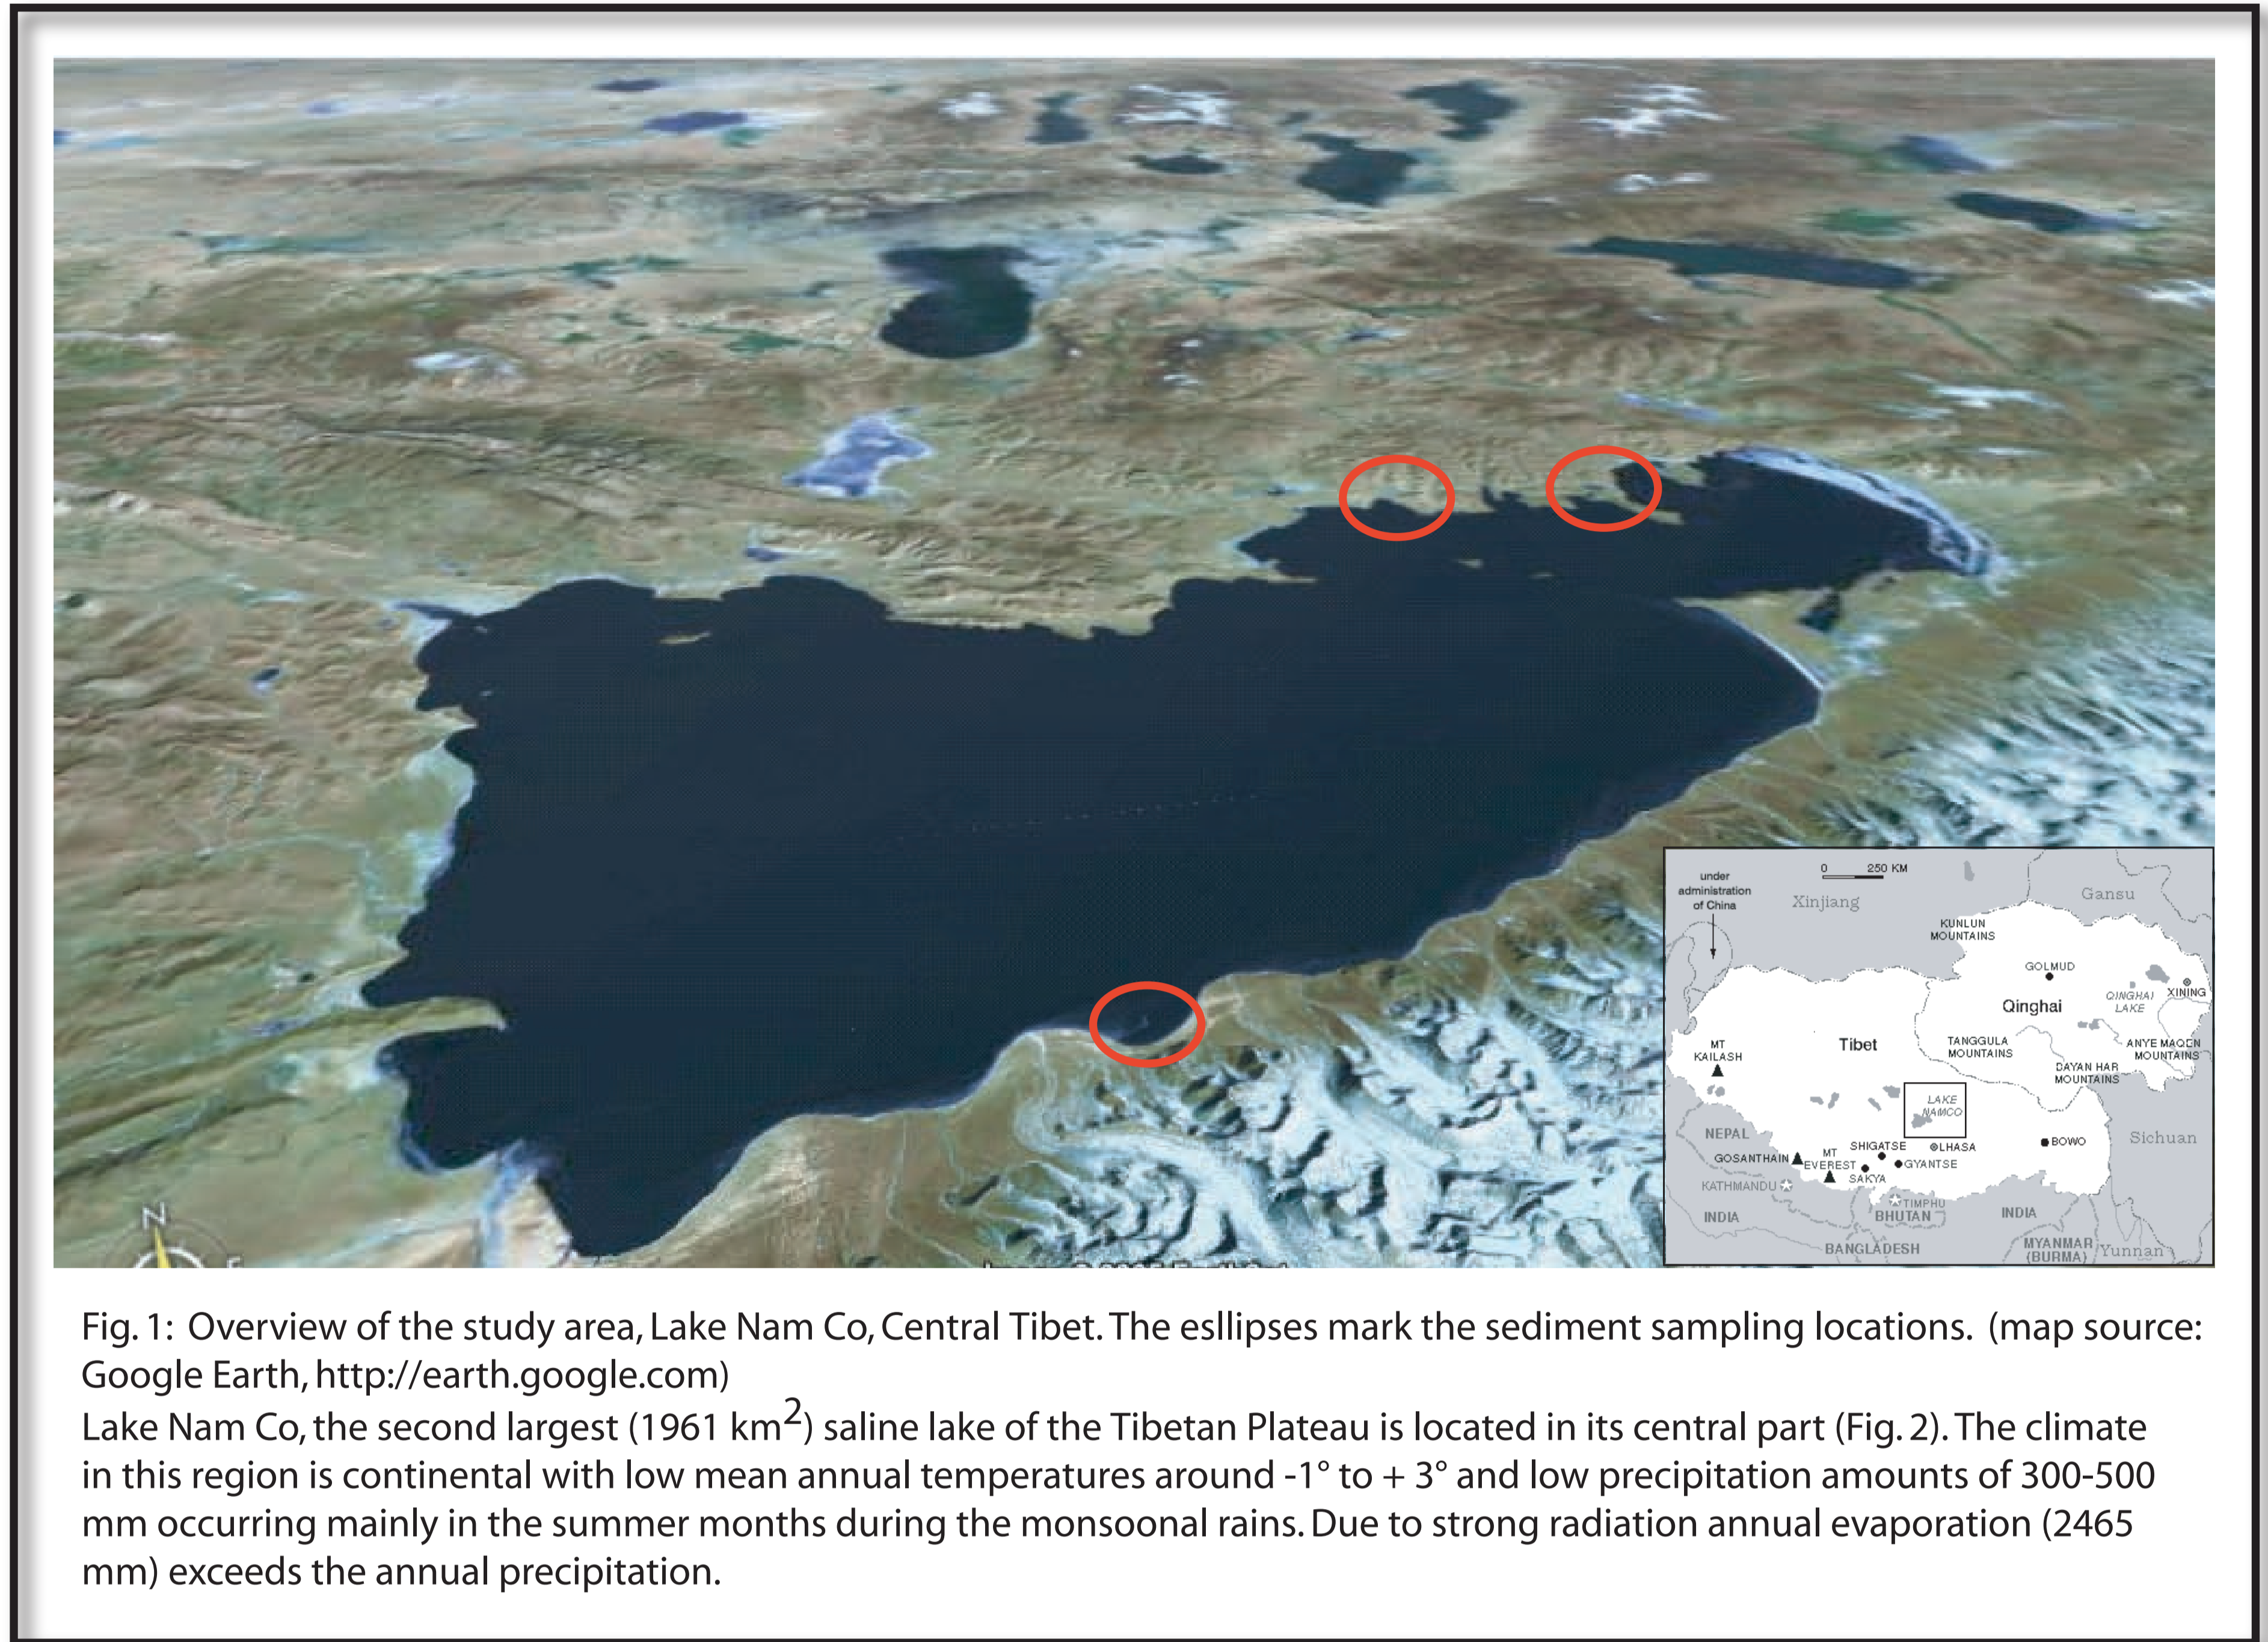 N
0 250 KM
under
administration
of China
Xinjiang
Gansu
KUNLUN
MOUNTAINS
GOLMUD
QINGHAI
LAKE
XINING
Qinghai
MT
KAILASH
Tibet
TANGGULA
MOUNTAINS
ANYE MAQEN
MOUNTAINS
DAYAN HAR
MOUNTAINS
LAKE
NAMCO
NEPAL
GOSANTHAIN
MT
EVEREST
SHIGATSE
LHASA
GYANTSE
SAKYA
BOWO
Sichuan
KATHMANDU
TIMPHU
BHUTAN
INDIA
INDIA
BANGLADESH
MYANMAR
(BURMA)
Yunnan
Fig. 1: Overview of the study area, Lake Nam Co, Central Tibet. The esllipses mark the sediment sampling locations. (map source:
Google Earth, http://earth.google.com)
Lake Nam Co, the second largest (1961 km²) saline lake of the Tibetan Plateau is located in its central part (Fig. 2). The climate
in this region is continental with low mean annual temperatures around -1° to + 3° and low precipitation amounts of 300-500
mm occurring mainly in the summer months during the monsoonal rains. Due to strong radiation annual evaporation (2465
mm) exceeds the annual precipitation.